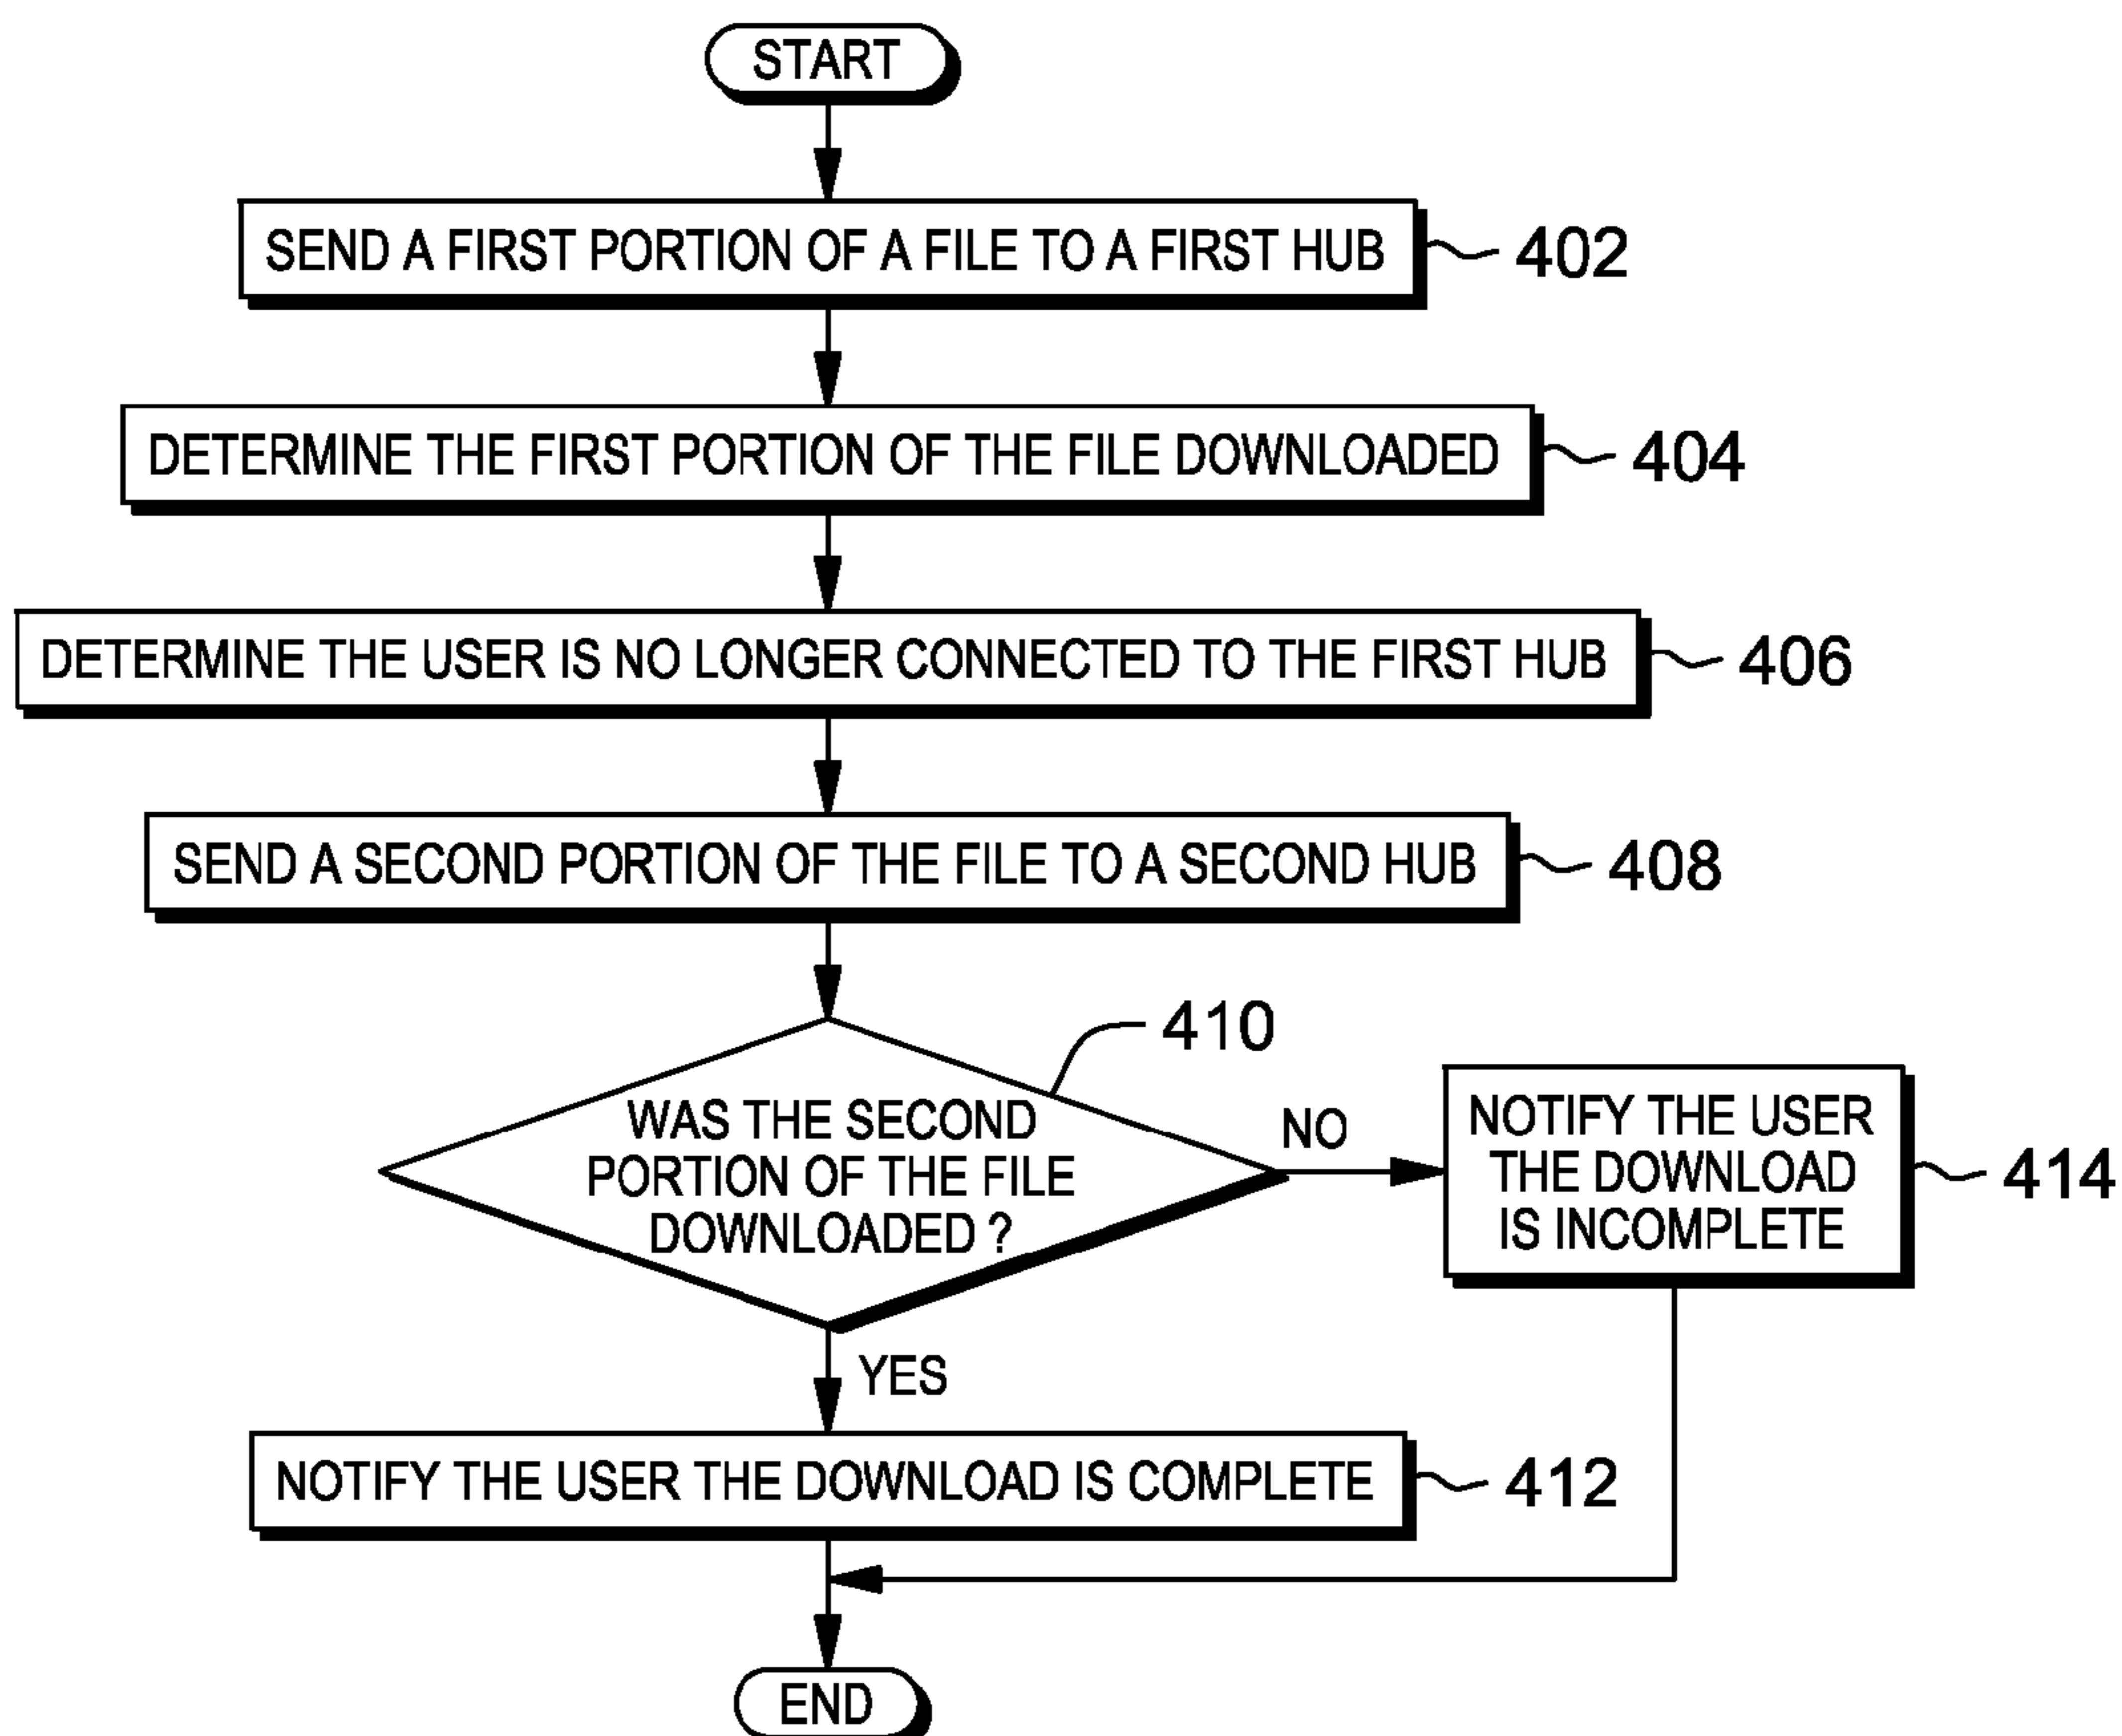 START
SEND A FIRST PORTION OF A FILE TO A FIRST HUB
402
DETERMINE THE FIRST PORTION OF THE FILE DOWNLOADED
404
DETERMINE THE USER IS NO LONGER CONNECTED TO THE FIRST HUB
406
SEND A SECOND PORTION OF THE FILE TO A SECOND HUB
408
410
WAS THE SECOND
PORTION OF THE FILE
DOWNLOADED ?
NO
NOTIFY THE USER
THE DOWNLOAD
IS INCOMPLETE
414
YES
NOTIFY THE USER THE DOWNLOAD IS COMPLETE
412
END